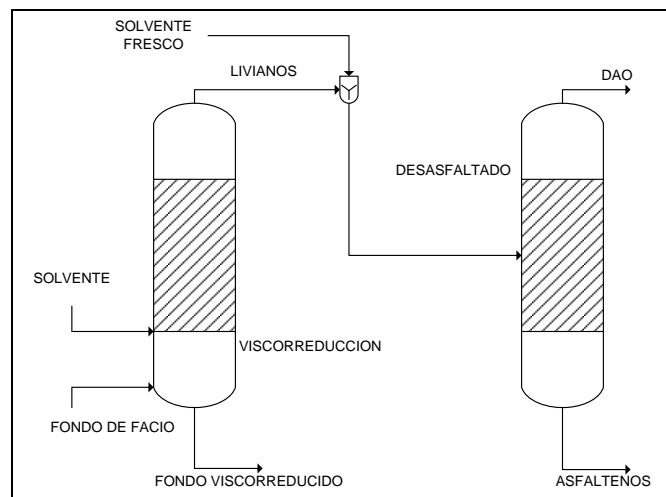 SOLVENTE
FRESCO
LIVIANOS
DAO
DESASFALTADO
SOLVENTE
VISCORREDUCCION
FONDO DE FACIO
FONDO VISCORREDUCIDO
ASFALTENOS